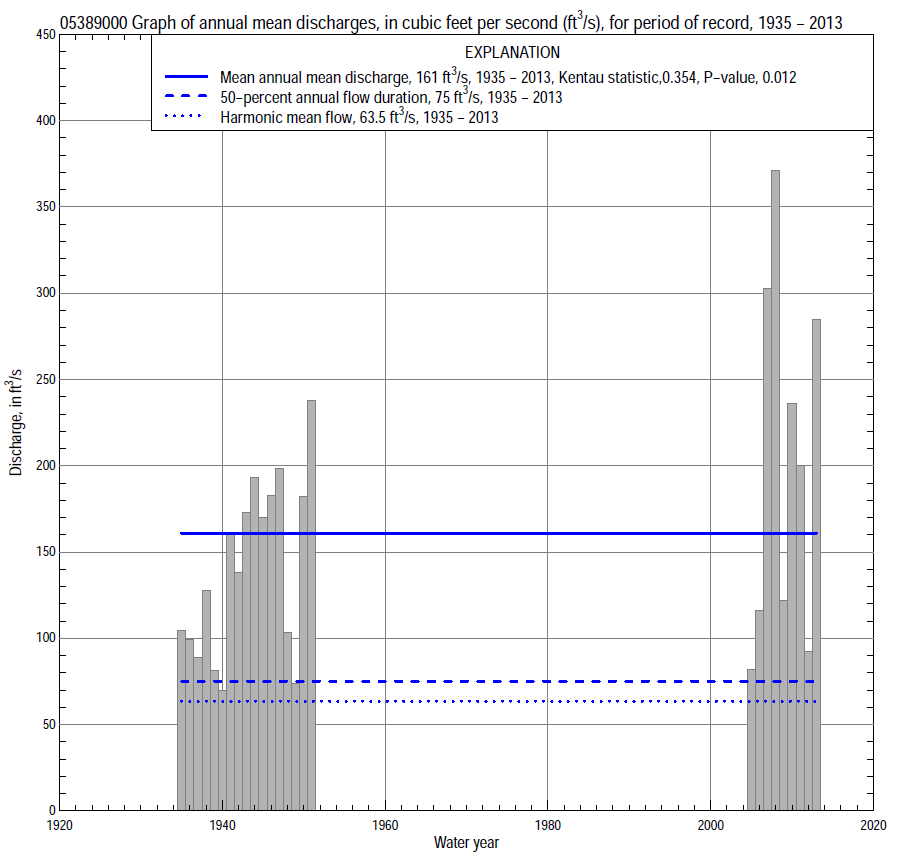 05389000 Graph of annual mean discharges, in cubic feet per second (ft³/s), for period of record, 1935 − 2013
EXPLANATION
Mean annual mean discharge, 161 ft³/s, 1935 − 2013, Kentau statistic,0.354, P−value, 0.012
50−percent annual flow duration, 75 ft³/s, 1935 − 2013
Harmonic mean flow, 63.5 ft³/s, 1935 − 2013
450
400
350
300
250
200
150
100
50
0
Discharge, in ft³/s
1920 1940 1960 1980 2000 2020
Water year